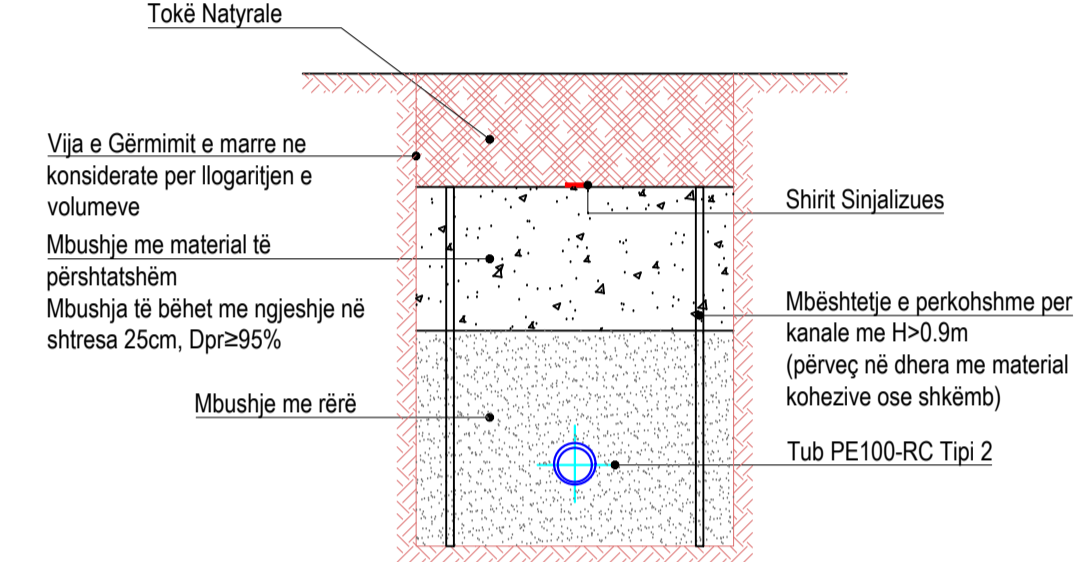 Tokë Natyrale
Vija e Gërmimit e marre ne
konsiderate per llogaritjen e
volumeve
Mbushje me material të
përshtatshëm
Mbushja të bëhet me ngjeshje në
shtresa 25cm, Dpr≥95%
Mbushje me rërë
Shirit Sinjalizues
Mbështetje e perkohshme per
kanale me H>0.9m
(përveç në dhera me material
kohezive ose shkëmb)
Tub PE100-RC Tipi 2